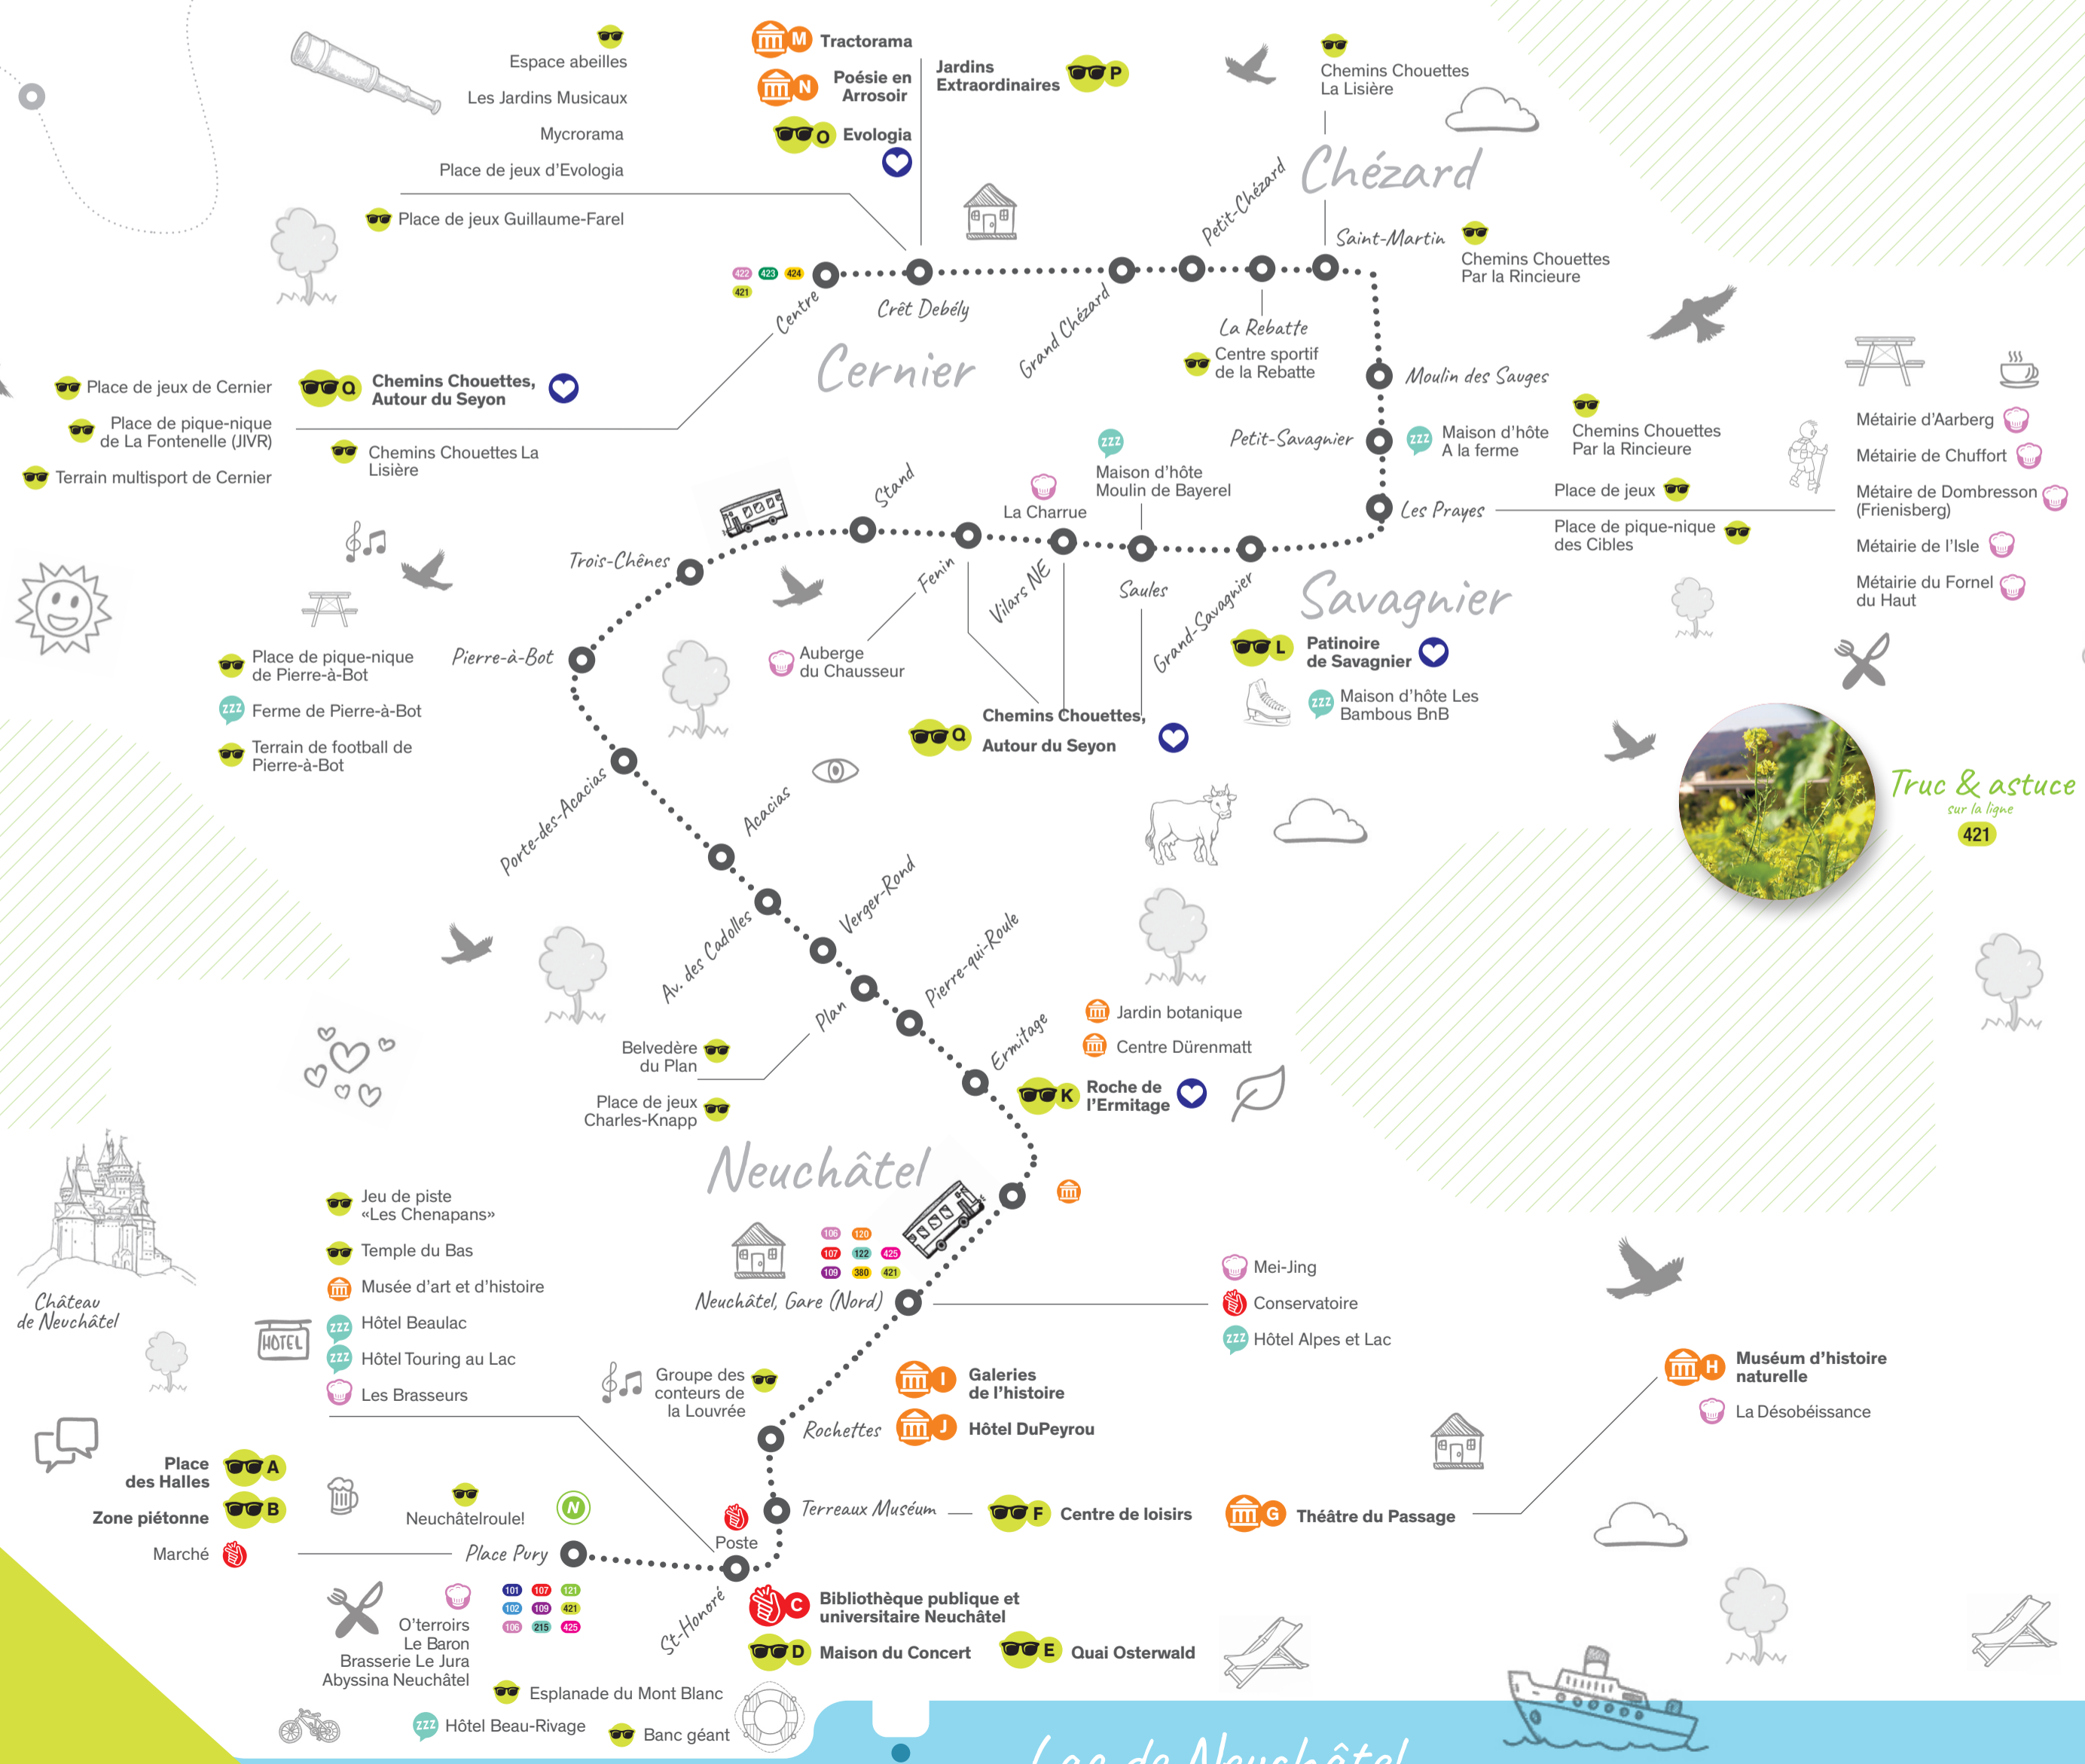 Espace abeilles
Les Jardins Musicaux
Mycrorama
Place de jeux d'Evologia
Place de jeux Guillaume-Farel
M Tractorama
N Poésie en
Arrosoir
O Evologia
Jardins
Extraordinaires P
Chemins Chouettes
La Lisière
Chézard
Petit-Chézard
Saint-Martin
Chemins Chouettes
Par la Rincieure
422 423 424
421
Centre
Crêt Debély
Grand Chézard
La Rebatte
Centre sportif
de la Rebatte
Cernier
Moulin des Sauges
Place de jeux de Cernier
Place de pique-nique
de La Fontenelle (JIVR)
Terrain multisport de Cernier
Q Chemins Chouettes,
Autour du Seyon
Chemins Chouettes La
Lisière
Petit-Savagnier
zzz Maison d'hôte
A la ferme
Chemins Chouettes
Par la Rincieure
Les Prayes
Place de jeux
Place de pique-nique
des Cibles
Métairie d'Aarberg
Métairie de Chuffort
Métaire de Dombresson
(Frienisberg)
Métairie de l'Isle
Métairie du Fornel
du Haut
zzz
Maison d'hôte
Moulin de Bayerel
La Charrue
Stand
Trois-Chênes
Fenin
Vilars NE
Saules
Grand-Savagnier
Savagnier
L Patinoire
de Savagnier
zzz Maison d'hôte Les
Bambous BnB
Auberge
du Chausseur
Q Chemins Chouettes,
Autour du Seyon
Pierre-à-Bot
Place de pique-nique
de Pierre-à-Bot
zzz Ferme de Pierre-à-Bot
Terrain de football de
Pierre-à-Bot
Truc & astuce
sur la ligne
421
Porte-des-Acacias
Acacias
Av. des Cadolles
Verger-Rond
Plan
Pierre-qui-Roule
Ermitage
Belvedère
du Plan
Place de jeux
Charles-Knapp
Jardin botanique
Centre Dürenmatt
K Roche de
l'Ermitage
Neuchâtel
106 120
107 122 425
109 380 421
Neuchâtel, Gare (Nord)
Mei-Jing
Conservatoire
zzz Hôtel Alpes et Lac
Château
de Neuchâtel
HOTEL
Jeu de piste
«Les Chenapans»
Temple du Bas
Musée d'art et d'histoire
zzz Hôtel Beaulac
zzz Hôtel Touring au Lac
Les Brasseurs
Groupe des
conteurs de
la Louvrée
Rochettes
I Galeries
de l'histoire
J Hôtel DuPeyrou
H Muséum d'histoire
naturelle
La Désobéissance
Terreaux Muséum
F Centre de loisirs
G Théâtre du Passage
Place
des Halles A
Zone piétonne B
Marché
Neuchâtelroule!
N
Place Pury
Poste
St-Honoré
101 107 121
102 109 421
106 215 425
O'terroirs
Le Baron
Brasserie Le Jura
Abyssina Neuchâtel
C Bibliothèque publique et
universitaire Neuchâtel
D Maison du Concert
E Quai Osterwald
Esplanade du Mont Blanc
zzz Hôtel Beau-Rivage
Banc géant
Lac de Neuchâtel